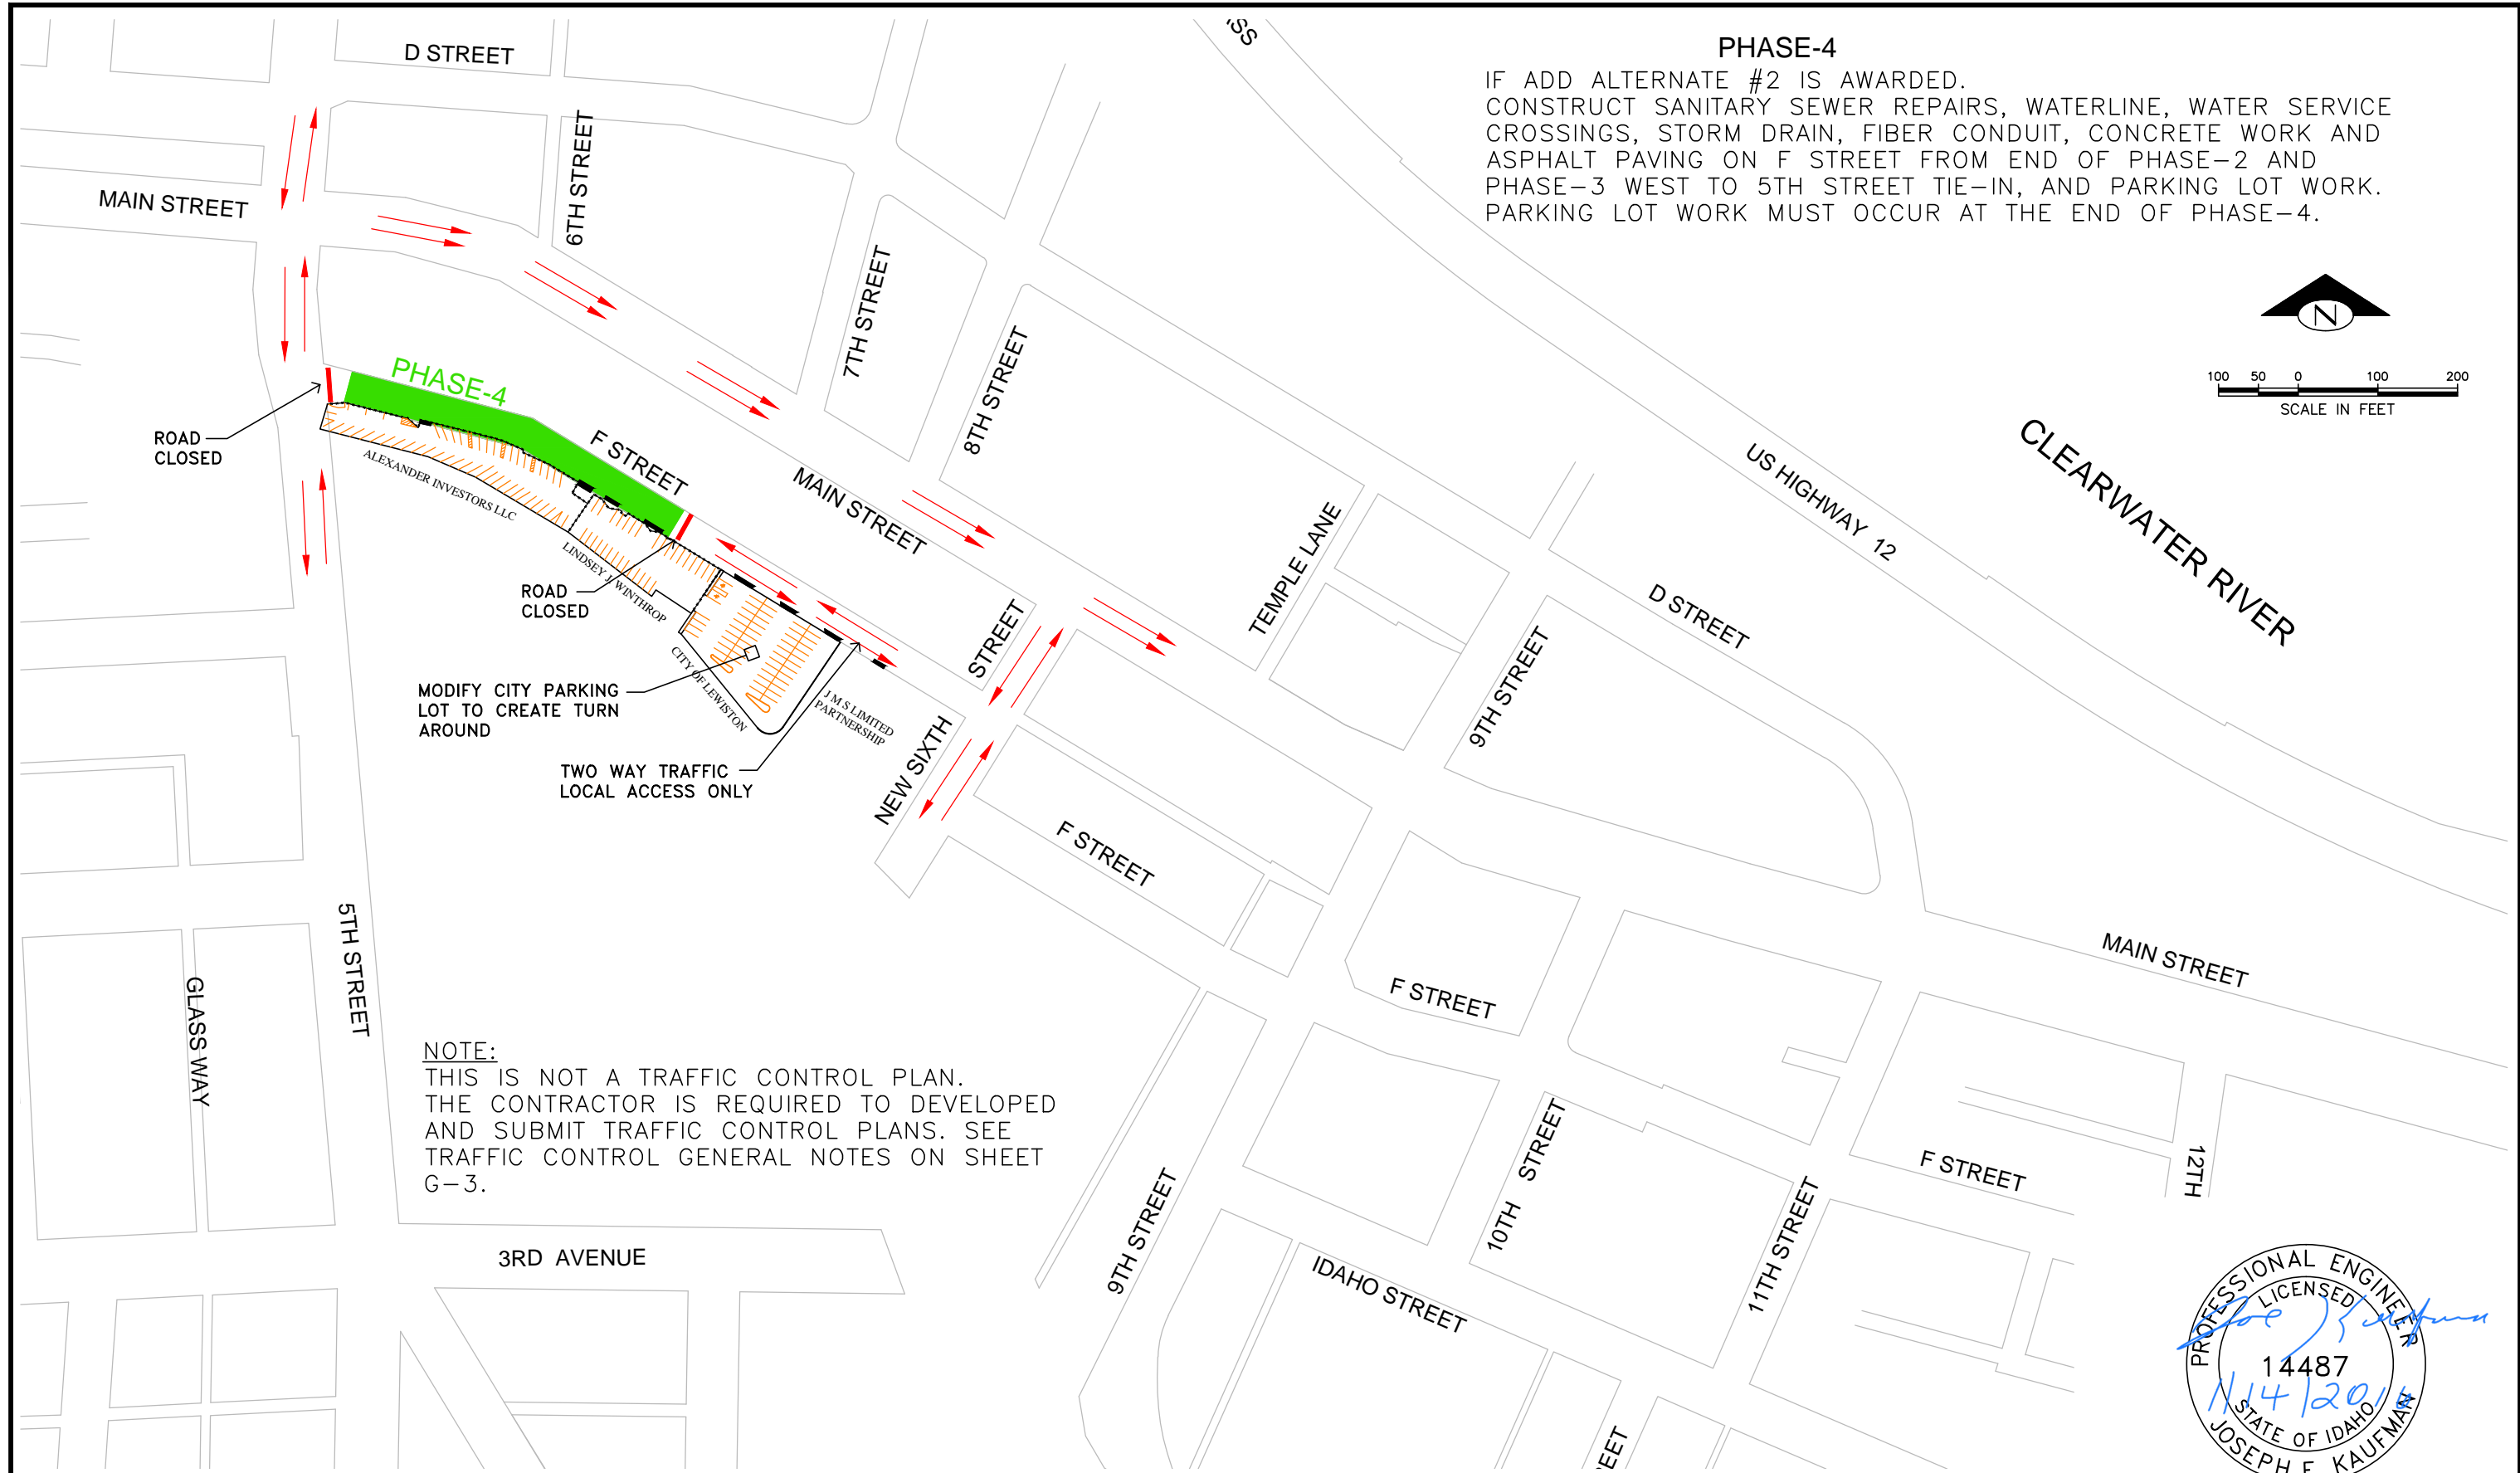 SS
D STREET
PHASE-4
IF ADD ALTERNATE #2 IS AWARDED.
CONSTRUCT SANITARY SEWER REPAIRS, WATERLINE, WATER SERVICE
CROSSINGS, STORM DRAIN, FIBER CONDUIT, CONCRETE WORK AND
ASPHALT PAVING ON F STREET FROM END OF PHASE-2 AND
PHASE-3 WEST TO 5TH STREET TIE-IN, AND PARKING LOT WORK.
PARKING LOT WORK MUST OCCUR AT THE END OF PHASE-4.
MAIN STREET
6TH STREET
7TH STREET
8TH STREET
N
100 50 0 100 200
SCALE IN FEET
PHASE-4
ROAD
CLOSED
F STREET
ALEXANDER INVESTORS LLC
MAIN STREET
US HIGHWAY 12
CLEARWATER RIVER
LINDSEY J WINTHROP
ROAD
CLOSED
TEMPLE LANE
D STREET
9TH STREET
CITY OF LEWISTON
MODIFY CITY PARKING
LOT TO CREATE TURN
AROUND
J M S LIMITED
PARTNERSHIP
NEW SIXTH
STREET
TWO WAY TRAFFIC
LOCAL ACCESS ONLY
F STREET
5TH STREET
GLASS WAY
F STREET
MAIN STREET
NOTE:
THIS IS NOT A TRAFFIC CONTROL PLAN.
THE CONTRACTOR IS REQUIRED TO DEVELOPED
AND SUBMIT TRAFFIC CONTROL PLANS. SEE
TRAFFIC CONTROL GENERAL NOTES ON SHEET
G-3.
3RD AVENUE
9TH STREET
10TH STREET
11TH STREET
F STREET
12TH
IDAHO STREET
EET
PROFESSIONAL ENGINEER
LICENSED
14487
STATE OF IDAHO
JOSEPH F. KAUFMAN